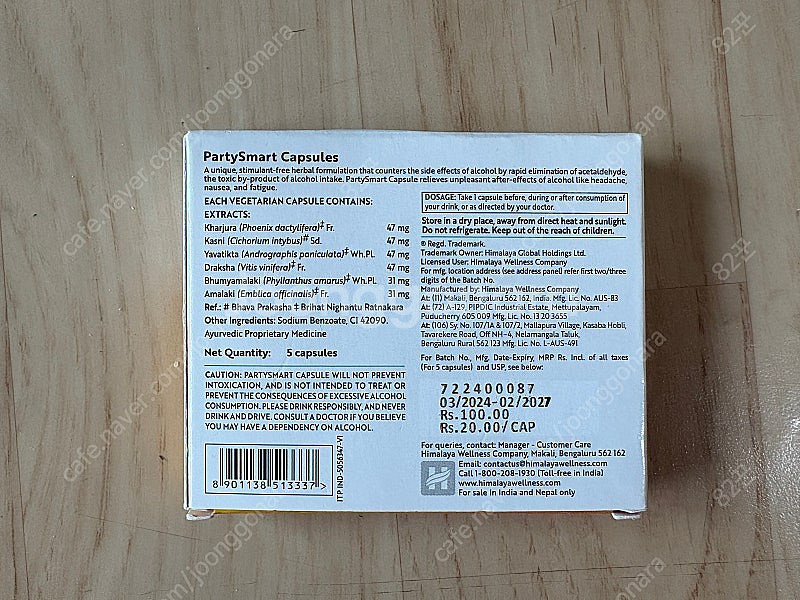 PartySmart Capsules
A unique, stimulant-free herbal formulation that counters the side effects of alcohol by rapid elimination of acetaldehyde,
the toxic by-product of alcohol intake. PartySmart Capsule relieves unpleasant after-effects of alcohol like headache,
nausea, and fatigue.
EACH VEGETARIAN CAPSULE CONTAINS:
EXTRACTS:
Kharjura (Phoenix dactylifera)‡ Fr. 47 mg
Kasni (Cichorium intybus)# Sd. 47 mg
Yavatikta (Andrographis paniculata)‡ Wh.Pl. 47 mg
Draksha (Vitis vinifera)‡ Fr. 47 mg
Bhumyamalaki (Phyllanthus amarus)‡ Wh.Pl. 31 mg
Amalaki (Emblica officinalis)‡ Fr. 31 mg
Ref.: # Bhava Prakasha ‡ Brihat Nighantu Ratnakara
Other Ingredients: Sodium Benzoate, CI 42090.
Ayurvedic Proprietary Medicine
Net Quantity: 5 capsules
CAUTION: PARTYSMART CAPSULE WILL NOT PREVENT
INTOXICATION, AND IS NOT INTENDED TO TREAT OR
PREVENT THE CONSEQUENCES OF EXCESSIVE ALCOHOL
CONSUMPTION. PLEASE DRINK RESPONSIBLY, AND NEVER
DRINK AND DRIVE. CONSULT A DOCTOR IF YOU BELIEVE
YOU MAY HAVE A DEPENDENCY ON ALCOHOL.
8 901138 513337 >
ITP IND-5056347-V1
DOSAGE: Take 1 capsule before, during or after consumption of
your drink, or as directed by your doctor.
Store in a dry place, away from direct heat and sunlight.
Do not refrigerate. Keep out of the reach of children.
® Regd. Trademark.
Trademark Owner: Himalaya Global Holdings Ltd.
Licensed User: Himalaya Wellness Company
For mfg. location address (see address panel) refer first two/three
digits of the Batch No.
Manufactured by: Himalaya Wellness Company
At: (11) Makali, Bengaluru 562 162, India. Mfg. Lic. No. AUS-83
At: (72) A-129, PIPDIC Industrial Estate, Mettupalayam,
Puducherry 605 009 Mfg. Lic. No. 13 20 3655
At: (106) Sy. No. 107/1A & 107/2, Mallapura Village, Kasaba Hobli,
Tavarekere Road, Off NH-4, Nelamangala Taluk,
Bengaluru Rural 562 123 Mfg. Lic. No. L-AUS-491
For Batch No., Mfg. Date-Expiry, MRP Rs. Incl. of all taxes
(For 5 capsules) and USP, see below:
722400087
03/2024-02/2027
Rs.100.00
Rs.20.00/CAP
For queries, contact: Manager - Customer Care
Himalaya Wellness Company, Makali, Bengaluru 562 162
Email: contactus@himalayawellness.com
Call 1-800-208-1930 (Toll-free in India)
www.himalayawellness.com
For sale in India and Nepal only
cafe.naver.com/joonggonara
82포